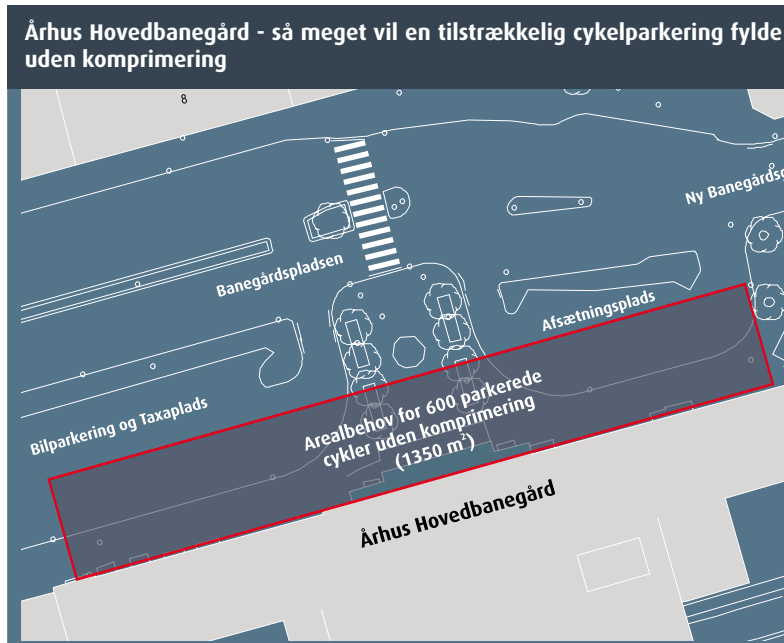 Århus Hovedbanegård - så meget vil en tilstrækkelig cykelparkering fylde
uden komprimering
8
Ny Banegårdsg
Banegårdspladsen
Afsætningsplads
Bilparkering og Taxaplads
Arealbehov for 600 parkerede
cykler uden komprimering
(1350 m²)
Århus Hovedbanegård